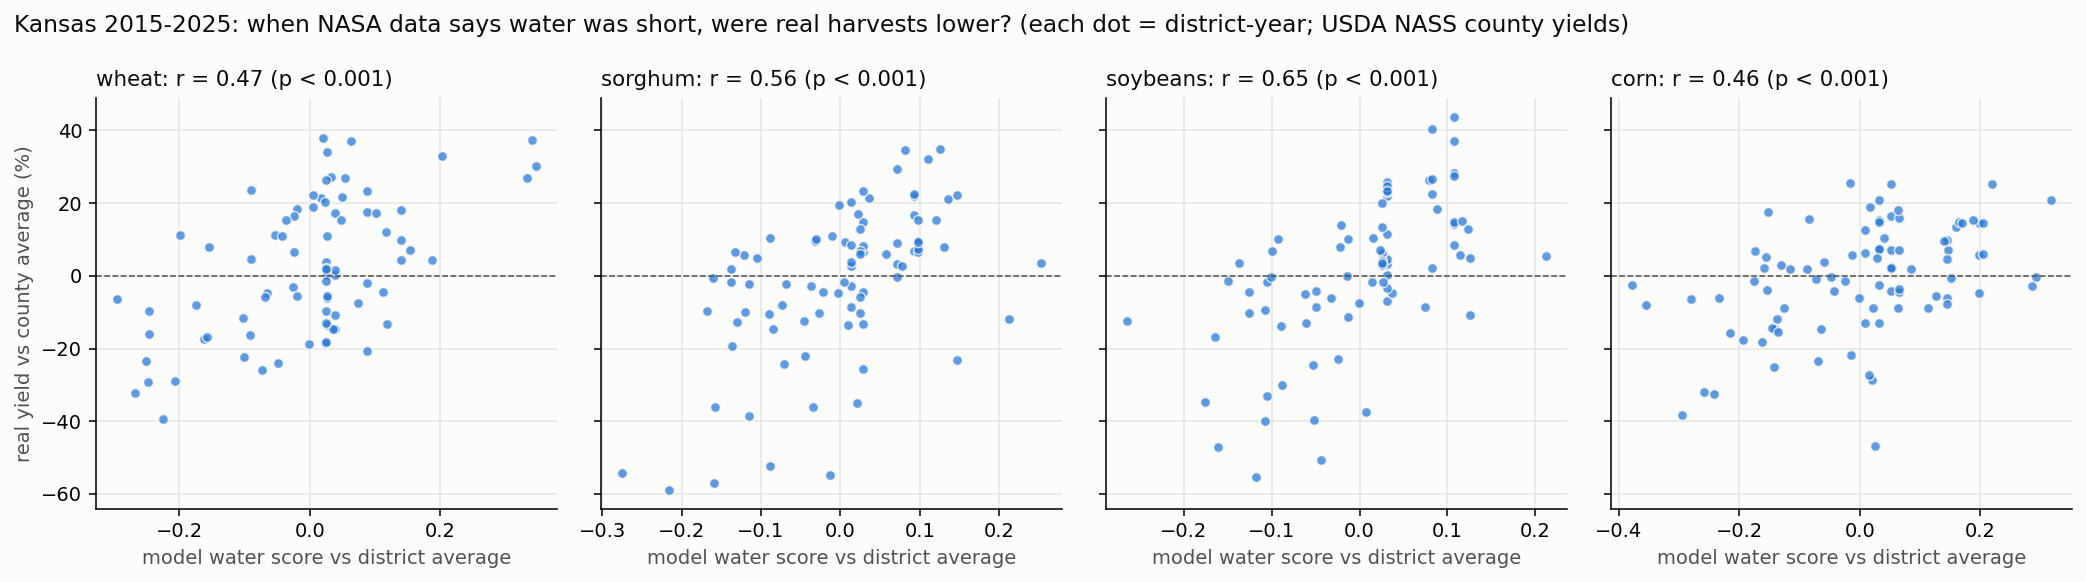 Kansas 2015-2025: when NASA data says water was short, were real harvests lower? (each dot = district-year; USDA NASS county yields)
wheat: r = 0.47 (p < 0.001)
sorghum: r = 0.56 (p < 0.001)
soybeans: r = 0.65 (p < 0.001)
corn: r = 0.46 (p < 0.001)
real yield vs county average (%)
40
20
0
−20
−40
−60
−0.2 0.0 0.2
−0.3 −0.2 −0.1 0.0 0.1 0.2
−0.2 −0.1 0.0 0.1 0.2
−0.4 −0.2 0.0 0.2
model water score vs district average
model water score vs district average
model water score vs district average
model water score vs district average